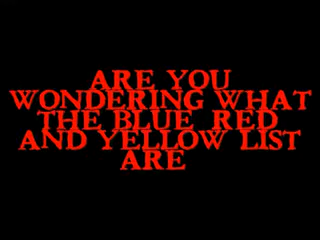 ARE YOU
WONDERING WHAT
THE BLUE RED
AND YELLOW LIST
ARE